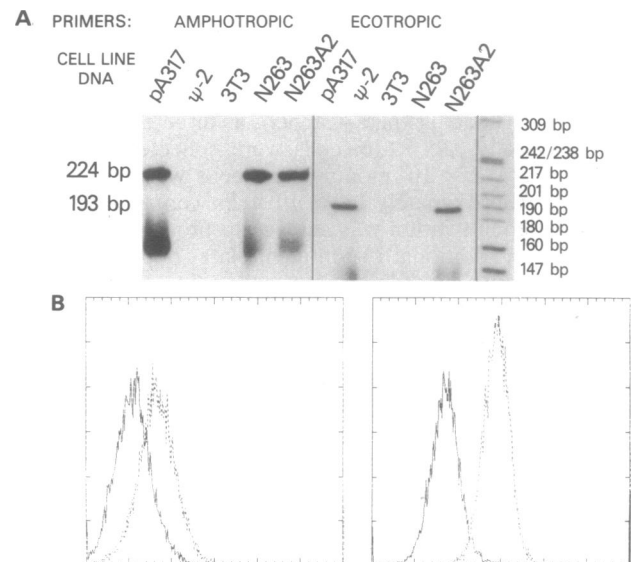 A PRIMERS: AMPHOTROPIC ECOTROPIC
CELL LINE DNA
pA317 ψ-2 3T3 N263 N263A2 pA317 ψ-2 3T3 N263 N263A2
224 bp
193 bp
309 bp
242/238 bp
217 bp
201 bp
190 bp
180 bp
160 bp
147 bp
B